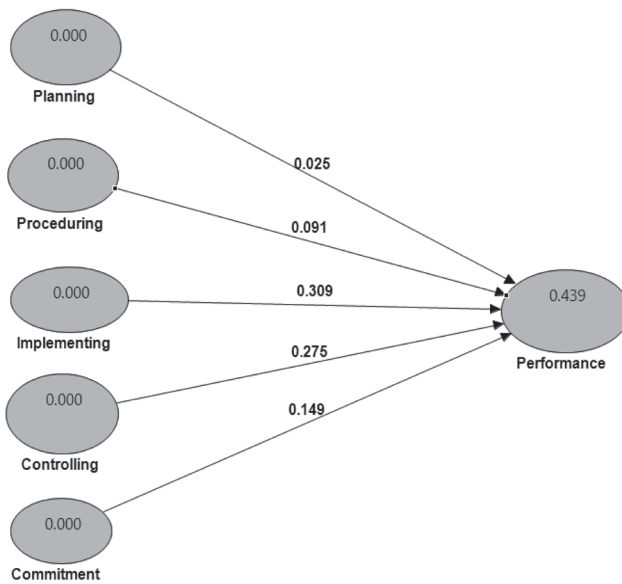 0.000
Planning
0.025
0.000
Proceduring
0.091
0.000
Implementing
0.309
0.439
Performance
0.000
Controlling
0.275
0.000
Commitment
0.149